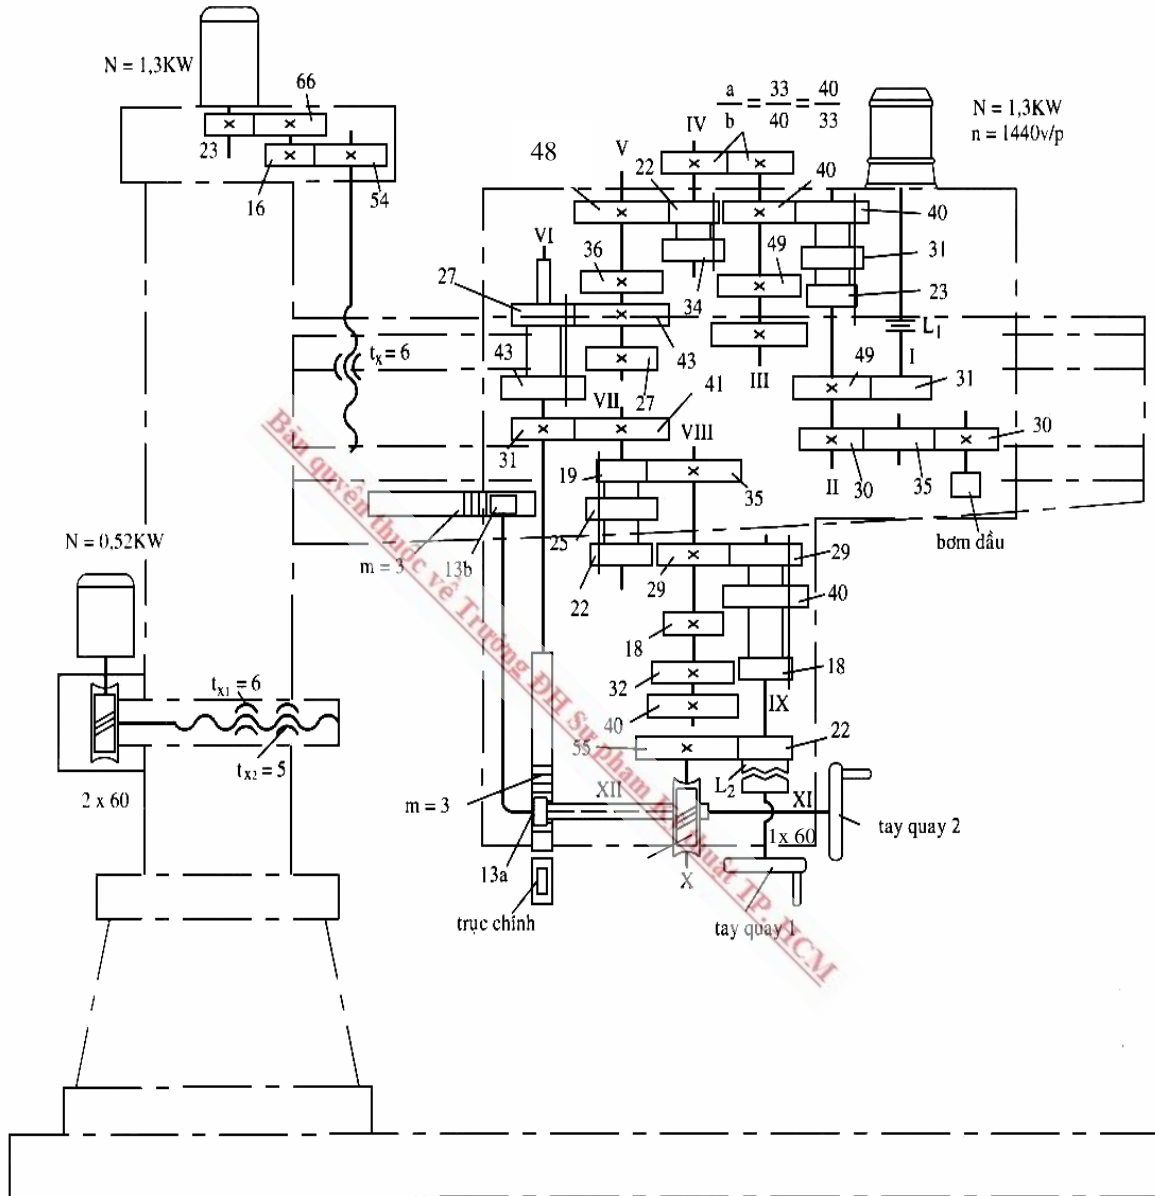 N = 1,3KW
66
23
16
54
t_X = 6
a/b = 33/40 = 40/33
N = 1,3KW
n = 1440v/p
48
V
IV
22
40
40
VI
36
49
31
27
34
23
L1
I
43
43
27
III
49
31
VII
41
VIII
31
19
35
30
II
30
35
bơm dầu
25
m = 3
13b
22
29
29
40
18
18
32
IX
40
22
55
L2
N = 0,52KW
t_X1 = 6
t_X2 = 5
2 x 60
m = 3
XII
XI
1x 60
tay quay 2
13a
X
trục chính
tay quay 1
Bản quyền thuộc về Trường ĐH Sư phạm Kỹ thuật TP. HCM